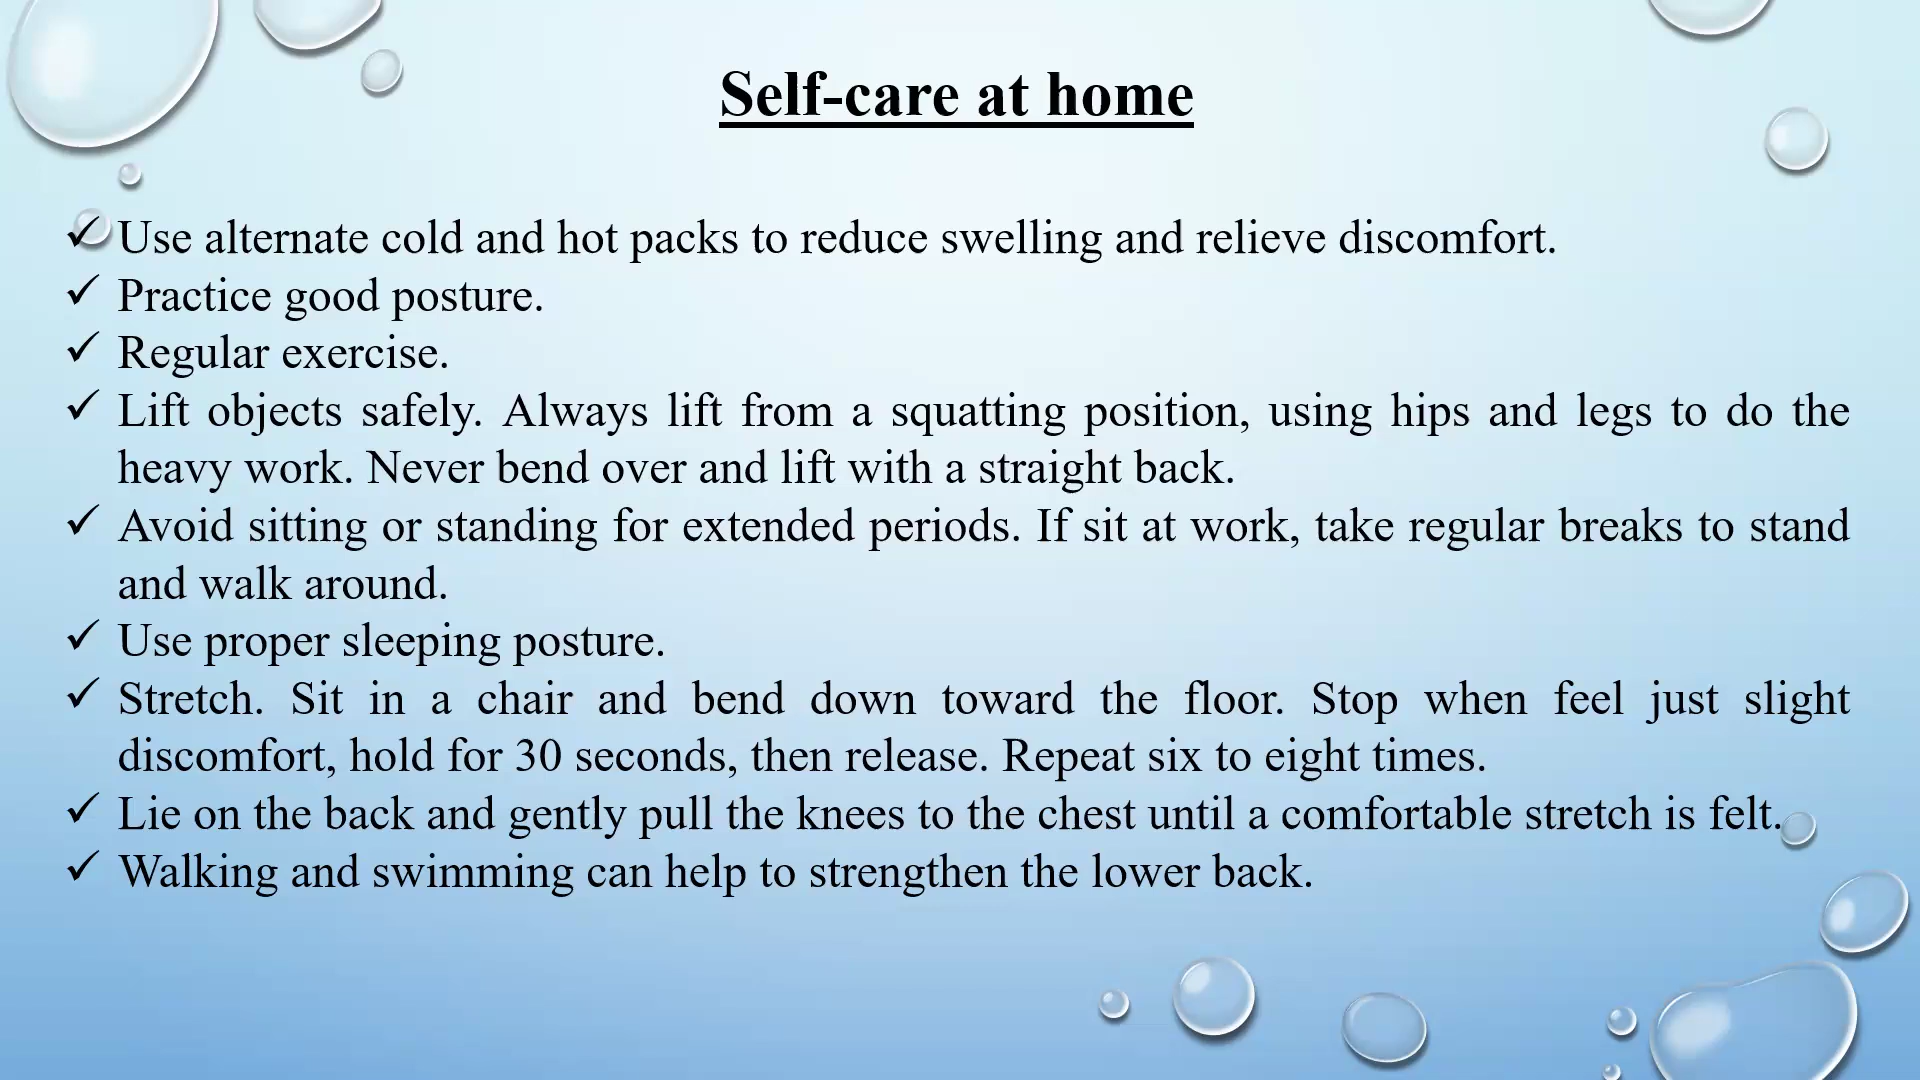 Self-care at home
✓ Use alternate cold and hot packs to reduce swelling and relieve discomfort.
✓ Practice good posture.
✓ Regular exercise.
✓ Lift objects safely. Always lift from a squatting position, using hips and legs to do the
heavy work. Never bend over and lift with a straight back.
✓ Avoid sitting or standing for extended periods. If sit at work, take regular breaks to stand
and walk around.
✓ Use proper sleeping posture.
✓ Stretch. Sit in a chair and bend down toward the floor. Stop when feel just slight
discomfort, hold for 30 seconds, then release. Repeat six to eight times.
✓ Lie on the back and gently pull the knees to the chest until a comfortable stretch is felt.
✓ Walking and swimming can help to strengthen the lower back.